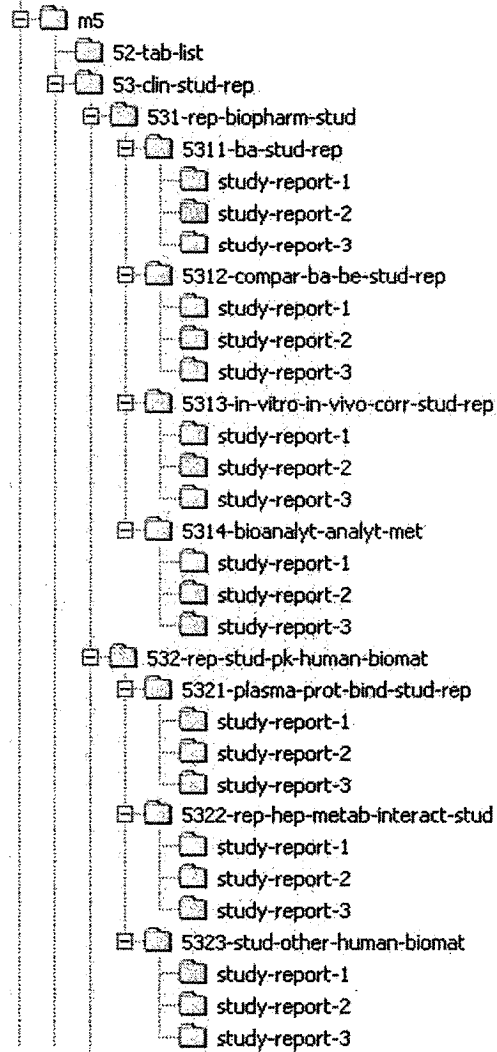 m5
52-tab-list
53-clin-stud-rep
531-rep-biopharm-stud
5311-ba-stud-rep
study-report-1
study-report-2
study-report-3
5312-compar-ba-be-stud-rep
study-report-1
study-report-2
study-report-3
5313-in-vitro-in-vivo-corr-stud-rep
study-report-1
study-report-2
study-report-3
5314-bioanalyt-analyt-met
study-report-1
study-report-2
study-report-3
532-rep-stud-pk-human-biomat
5321-plasma-prot-bind-stud-rep
study-report-1
study-report-2
study-report-3
5322-rep-hep-metab-interact-stud
study-report-1
study-report-2
study-report-3
5323-stud-other-human-biomat
study-report-1
study-report-2
study-report-3